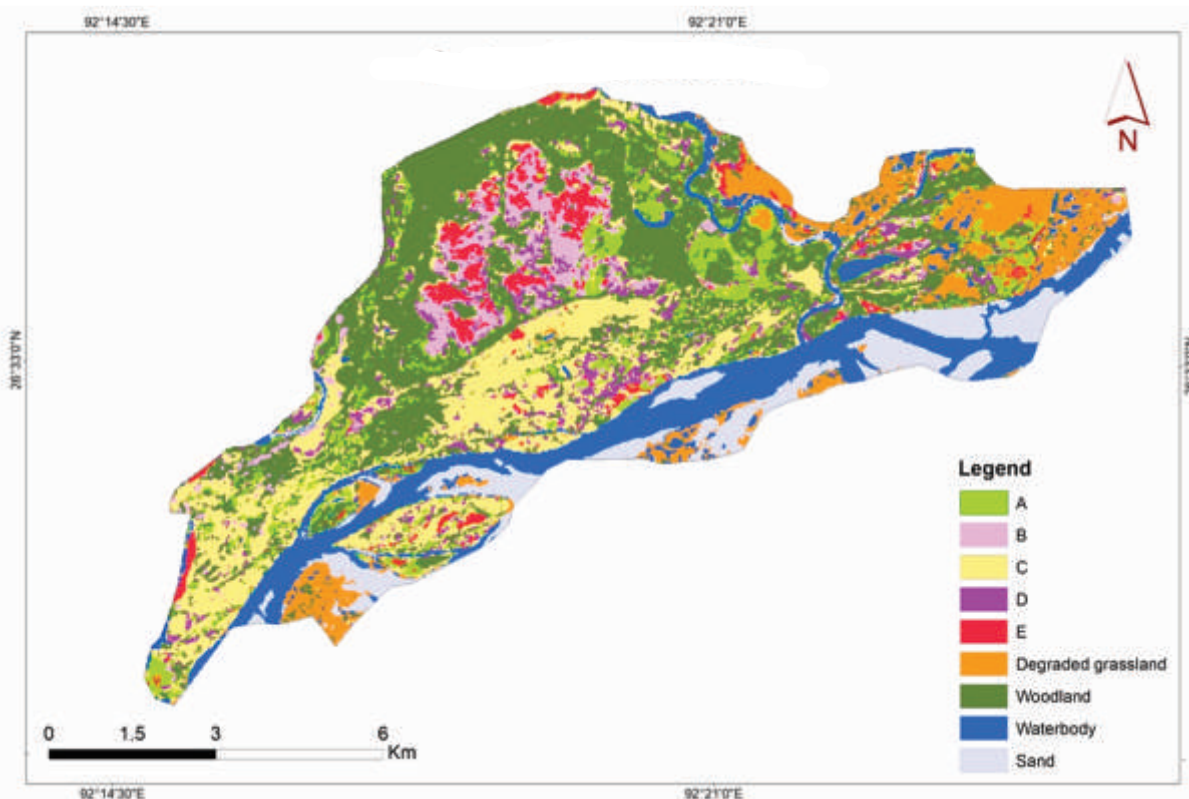 92°14'30"E
92°21'0"E
N
26°33'0"N
Legend
A
B
C
D
E
Degraded grassland
Woodland
Waterbody
Sand
0 1.5 3 6
Km
92°14'30"E
92°21'0"E